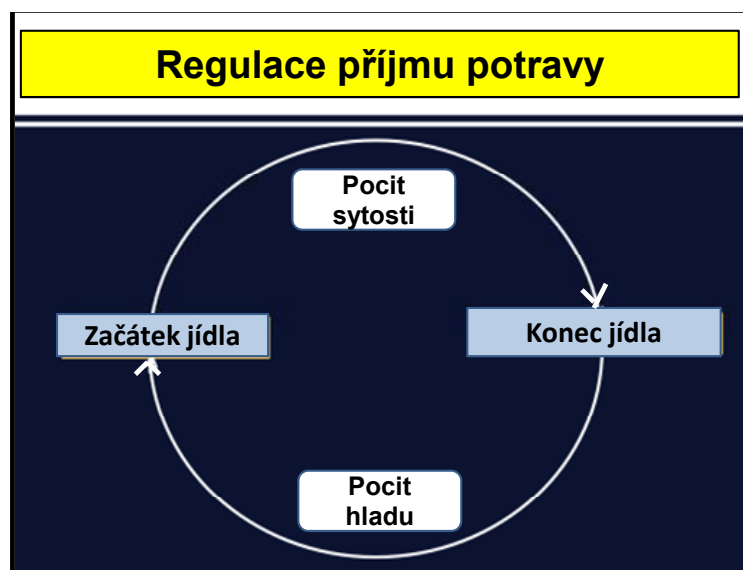 Regulace příjmu potravy
Pocit
sytosti
Začátek jídla
Konec jídla
Pocit
hladu